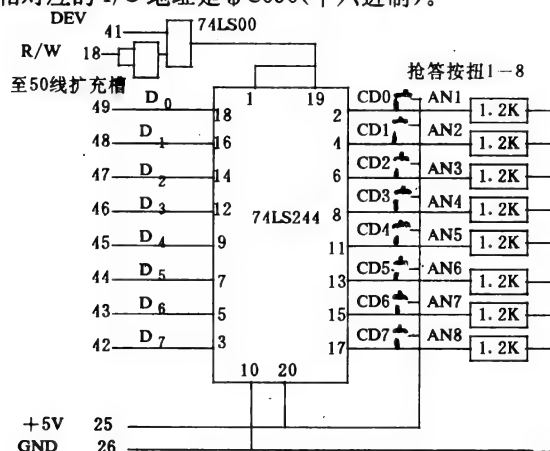 相对应的 I/O 地址是 $C090(十六进制)。
DEV
41
74LS00
R/W 18
至50线扩充槽
抢答按扭1-8
1 19
49 D0 18
2 CD0 AN1 1.2K
48 D1 16
4 CD1 AN2 1.2K
47 D2 14
6 CD2 AN3 1.2K
46 D3 12
74LS244
8 CD3 AN4 1.2K
45 D4 9
11 CD4 AN5 1.2K
44 D5 7
13 CD5 AN6 1.2K
43 D6 5
15 CD6 AN7 1.2K
42 D7 3
17 CD7 AN8 1.2K
10 20
+5V 25
GND 26